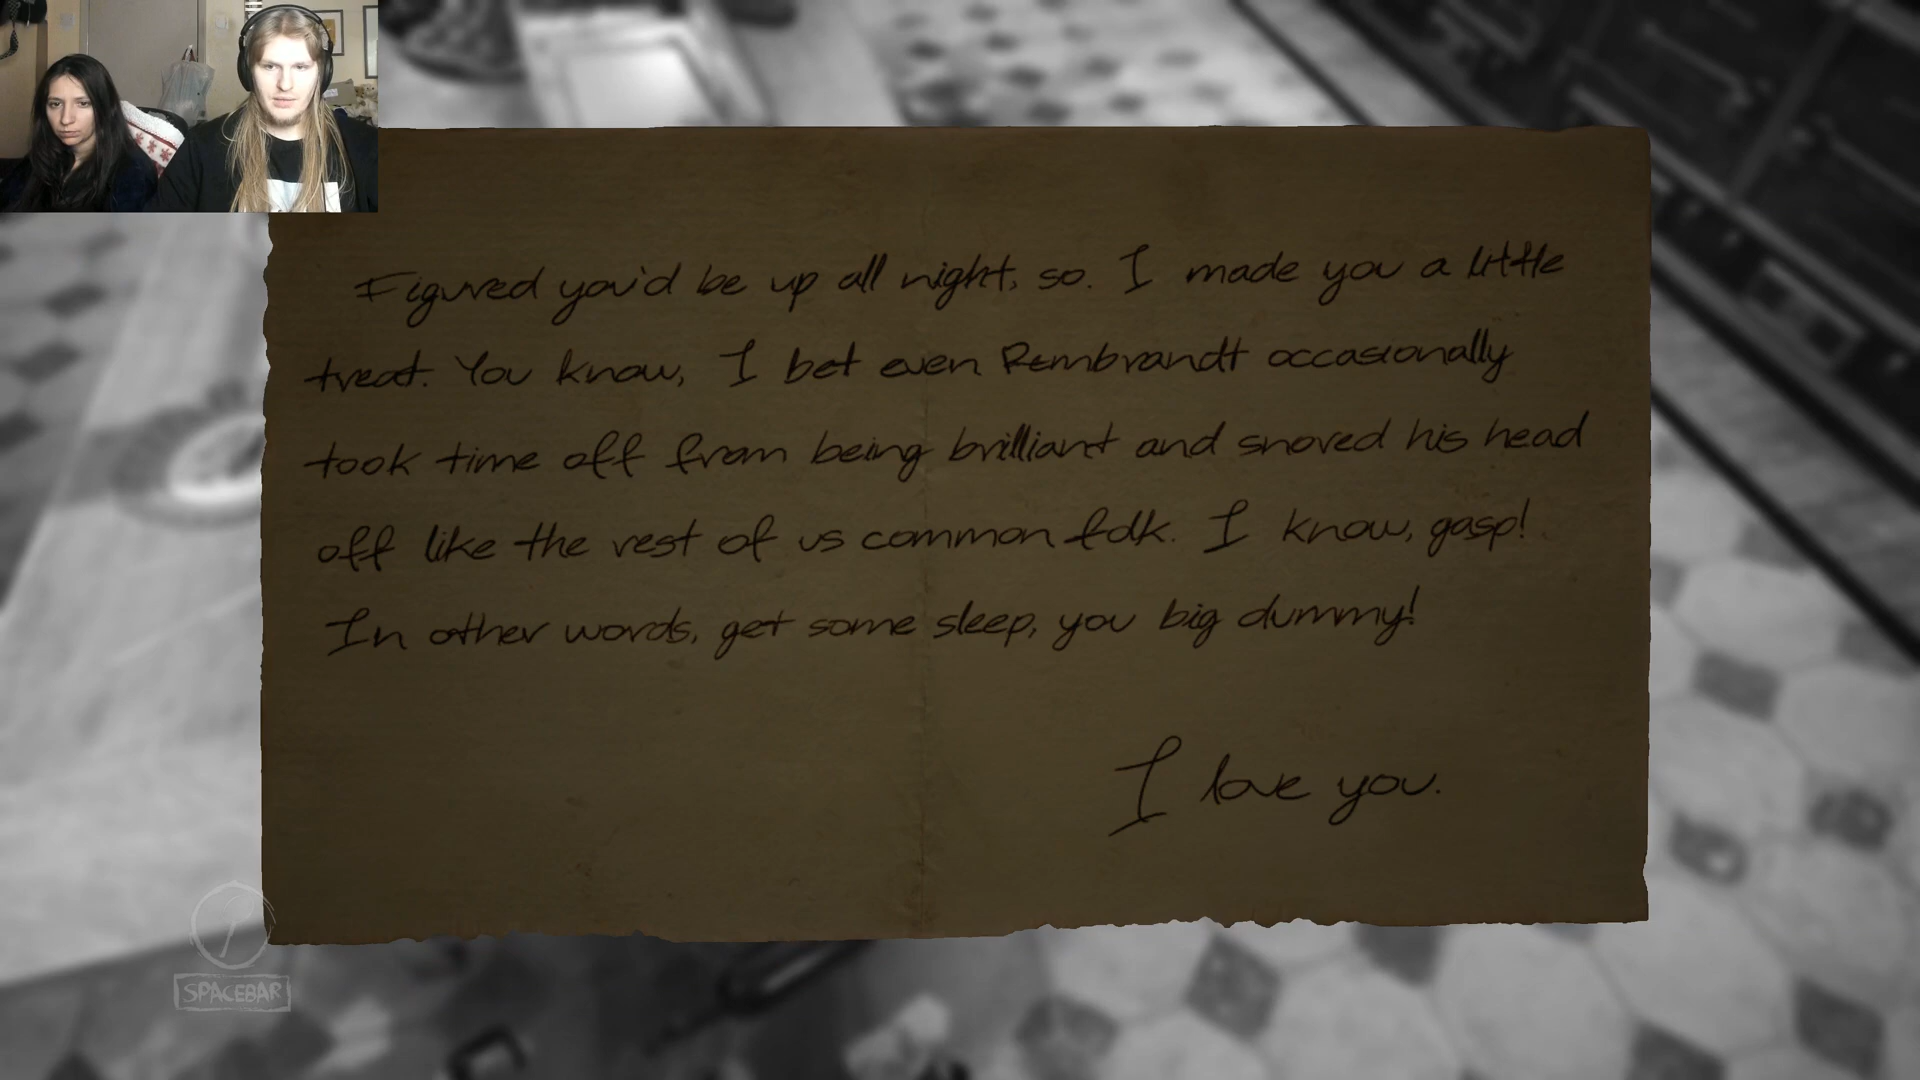 Figured you'd be up all night, so. I made you a little
treat. You know, I bet even Rembrandt occasionally
took time off from being brilliant and snored his head
off like the rest of us common folk. I know, gasp!
In other words, get some sleep, you big dummy!
I love you.
SPACEBAR